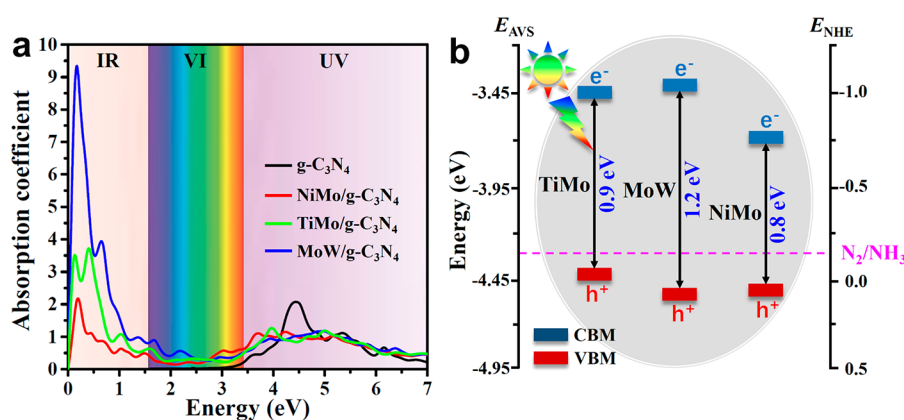 a
IR VI UV
10
9
8
7
6
5
4
3
2
1
0
Absorption coefficient
g-C₃N₄
NiMo/g-C₃N₄
TiMo/g-C₃N₄
MoW/g-C₃N₄
0 1 2 3 4 5 6 7
Energy (eV)
b
E_AVS E_NHE
-3.45
-3.95
-4.45
-4.95
Energy (eV)
e⁻ e⁻ e⁻
TiMo
0.9 eV
MoW
1.2 eV
NiMo
0.8 eV
h⁺ h⁺ h⁺
-1.0
-0.5
0.0
0.5
N₂/NH₃
CBM
VBM